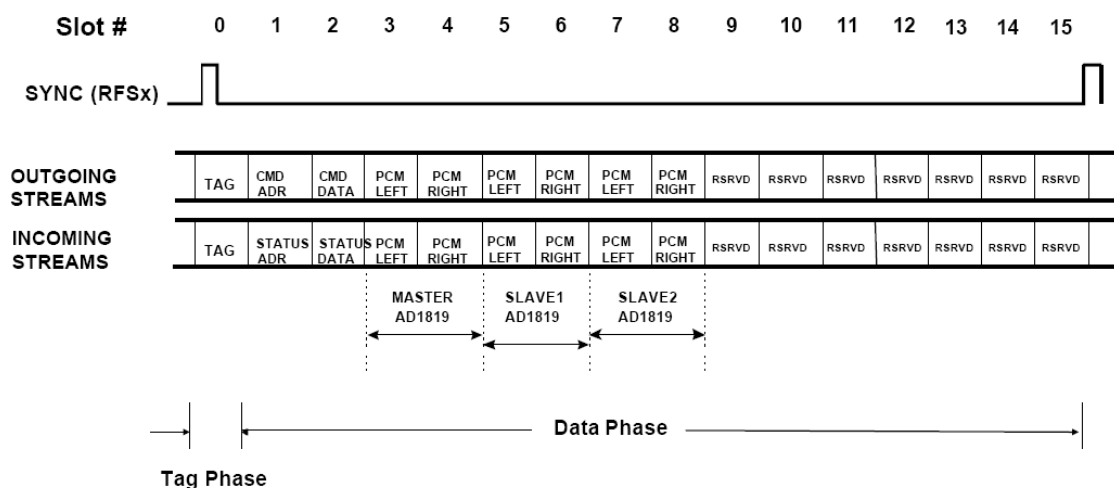 Slot # 0 1 2 3 4 5 6 7 8 9 10 11 12 13 14 15
SYNC (RFSx)
OUTGOING STREAMS
TAG
CMD ADR
CMD DATA
PCM LEFT
PCM RIGHT
PCM LEFT
PCM RIGHT
PCM LEFT
PCM RIGHT
RSRVD
RSRVD
RSRVD
RSRVD
RSRVD
RSRVD
RSRVD
INCOMING STREAMS
TAG
STATUS ADR
STATUS DATA
PCM LEFT
PCM RIGHT
PCM LEFT
PCM RIGHT
PCM LEFT
PCM RIGHT
RSRVD
RSRVD
RSRVD
RSRVD
RSRVD
RSRVD
RSRVD
MASTER AD1819
SLAVE1 AD1819
SLAVE2 AD1819
Data Phase
Tag Phase